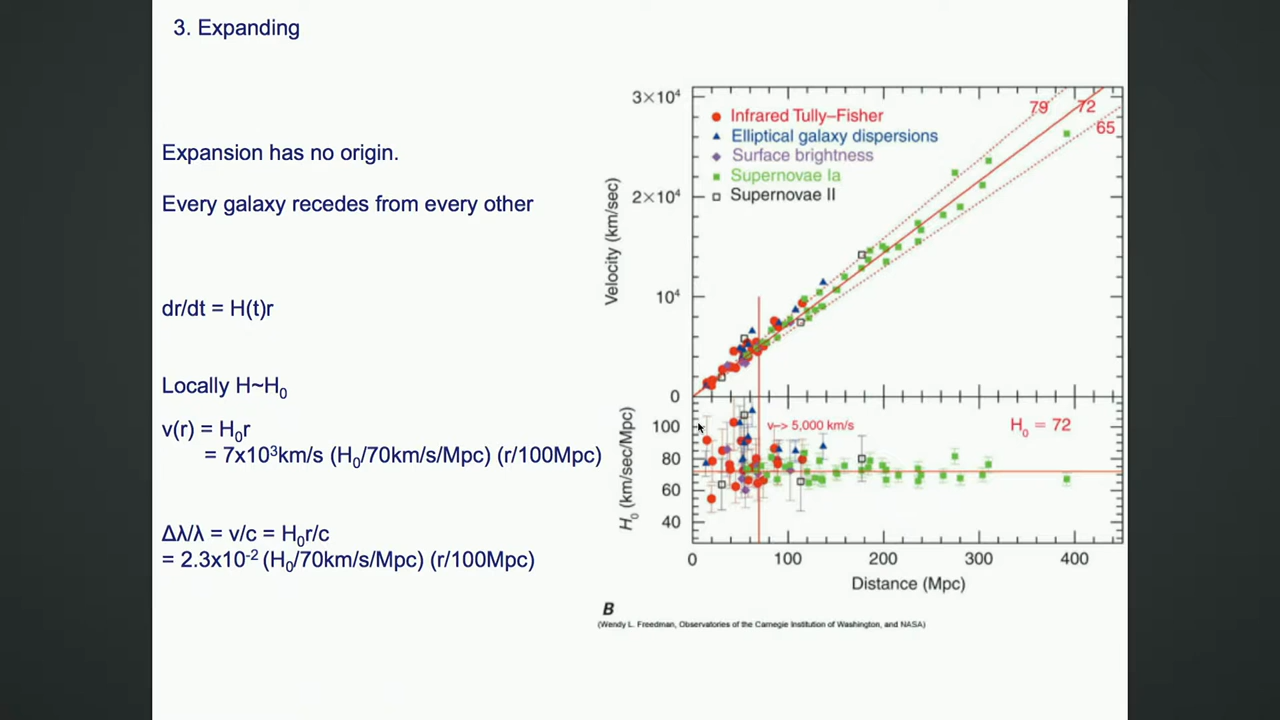 3. Expanding
Expansion has no origin.
Every galaxy recedes from every other
dr/dt = H(t)r
Locally H~H₀
v(r) = H₀r
= 7x10³km/s (H₀/70km/s/Mpc) (r/100Mpc)
Δλ/λ = v/c = H₀r/c
= 2.3x10⁻² (H₀/70km/s/Mpc) (r/100Mpc)
3×10⁴
2×10⁴
10⁴
0
Velocity (km/sec)
Infrared Tully–Fisher
Elliptical galaxy dispersions
Surface brightness
Supernovae Ia
Supernovae II
79
72
65
100
80
60
40
H₀ (km/sec/Mpc)
v-> 5,000 km/s
H₀ = 72
0 100 200 300 400
Distance (Mpc)
B
(Wendy L. Freedman, Observatories of the Carnegie Institution of Washington, and NASA)